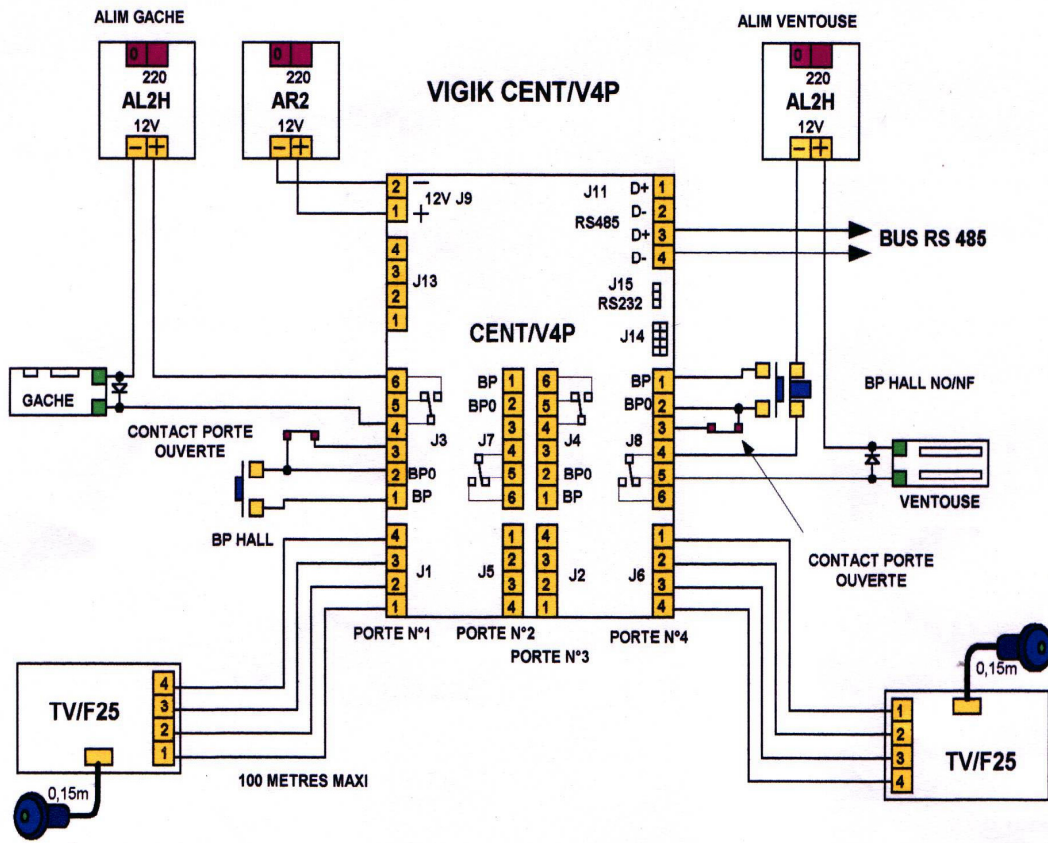 ALIM GACHE
0
220
AL2H
12V
− +
220
AR2
12V
− +
VIGIK CENT/V4P
ALIM VENTOUSE
0
220
AL2H
12V
− +
2 −
12V J9
1 +
4
3
J13
2
1
J11 D+ 1
D- 2
RS485
D+ 3
D- 4
BUS RS 485
J15
RS232
J14
CENT/V4P
GACHE
CONTACT PORTE
OUVERTE
BP HALL
6
5
4
J3
3
2 BP0
1 BP
BP 1
BP0 2
3
J7
4
5
6
6
5
4
J4
3
2 BP0
1 BP
BP 1
BP0 2
3
J8
4
5
6
BP HALL NO/NF
VENTOUSE
CONTACT PORTE
OUVERTE
4
3
J1
2
1
1
2
J5
3
4
4
3
J2
2
1
1
2
J6
3
4
PORTE N°1
PORTE N°2
PORTE N°3
PORTE N°4
TV/F25
4
3
2
1
0,15m
100 METRES MAXI
0,15m
1
2
3
4
TV/F25